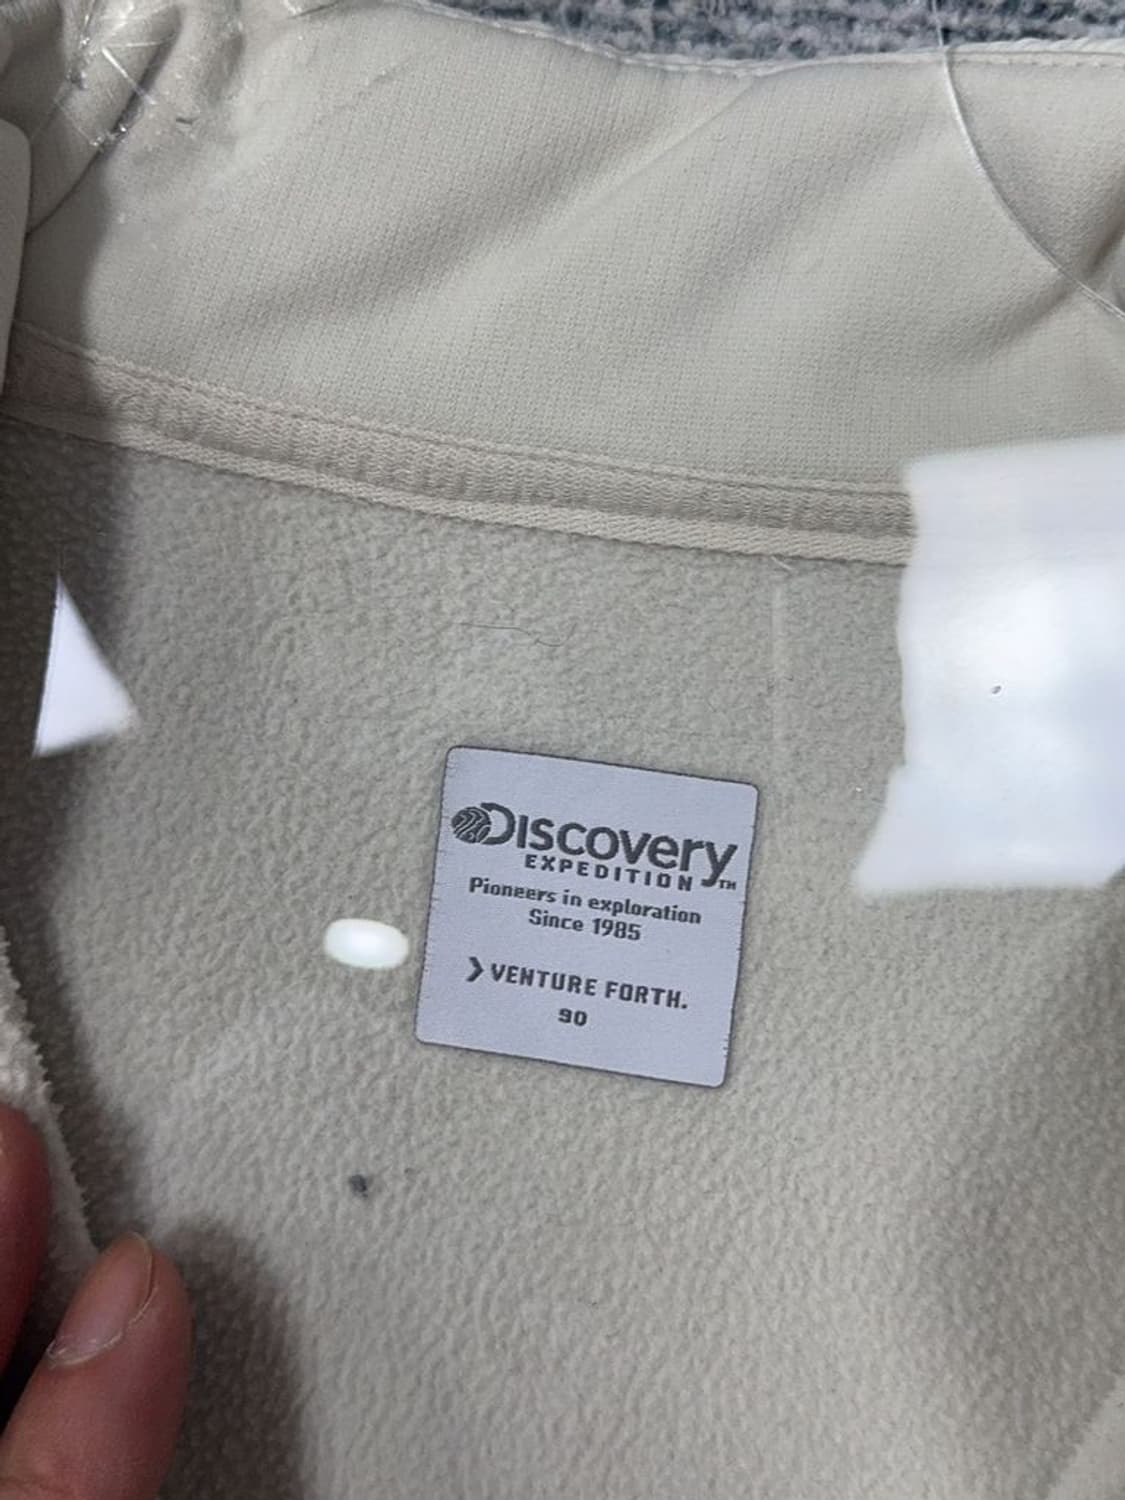 DISCOVERY
EXPEDITION TM
Pioneers in exploration
Since 1985
VENTURE FORTH.
90